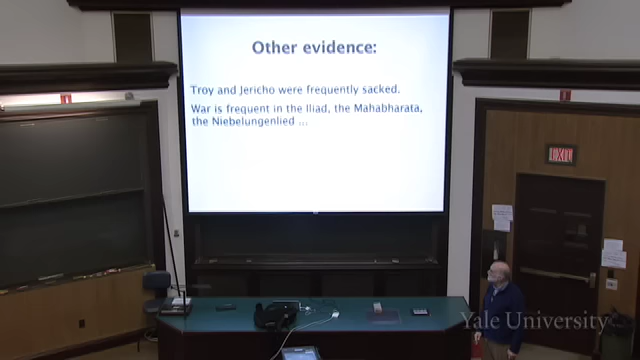 Other evidence:
Troy and Jericho were frequently sacked.
War is frequent in the Iliad, the Mahabharata,
the Niebelungenlied ...
EXIT
Yale University